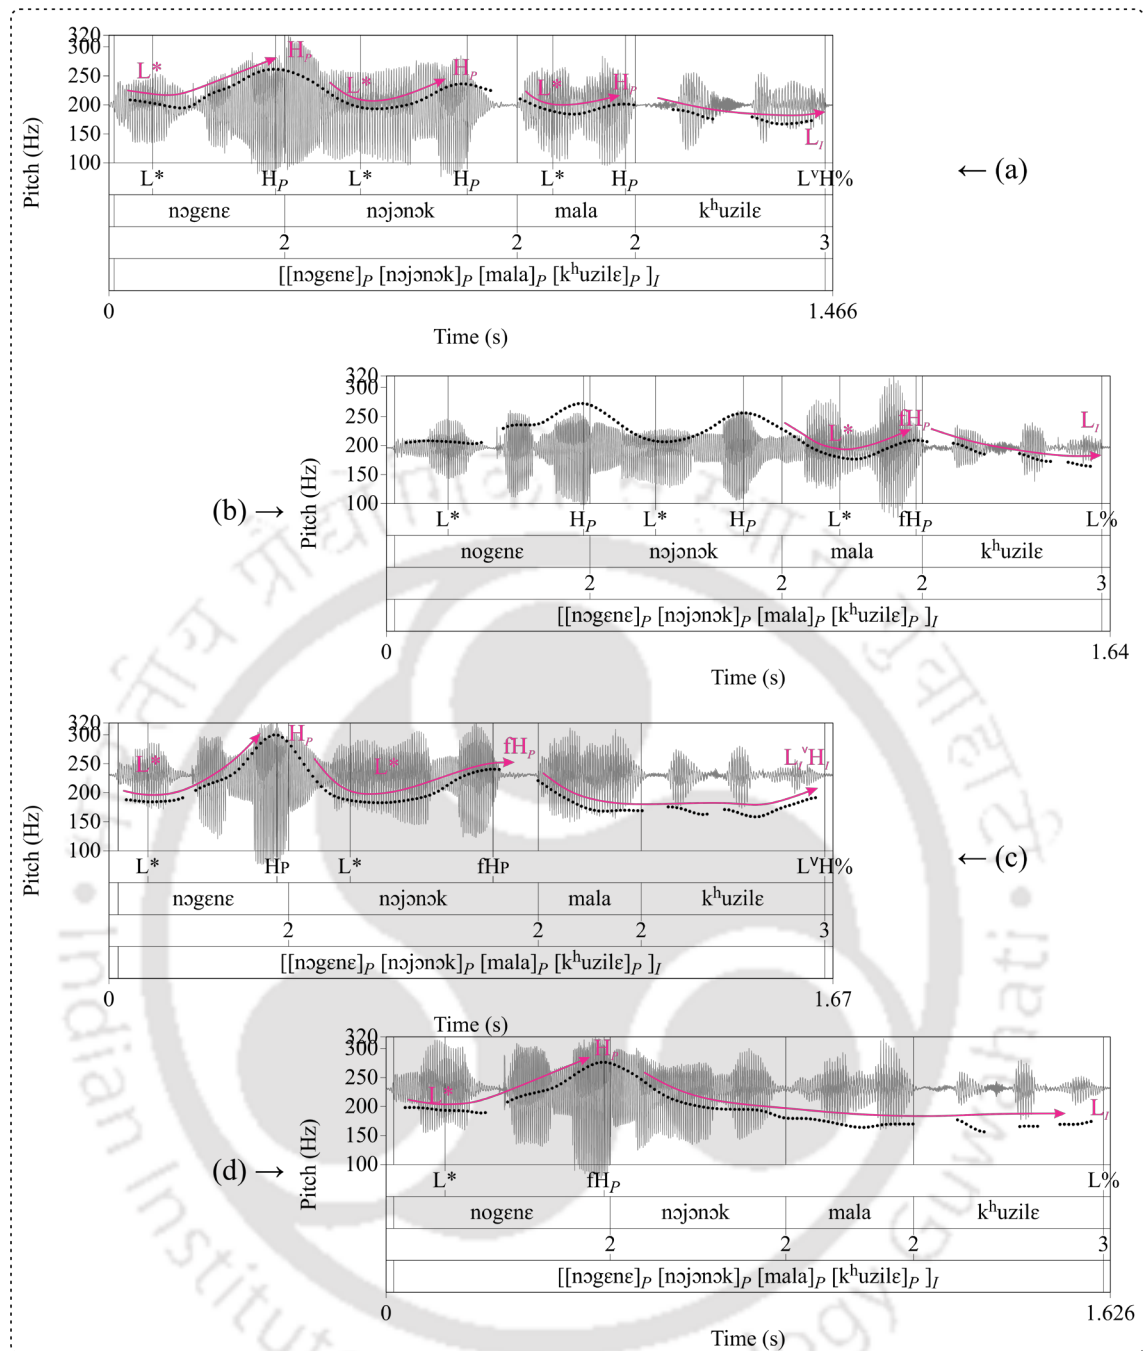 320
300
250
200
150
100
Pitch (Hz)
L* H_P L* H_P L* H_P L_I
L* H_P L* H_P L* H_P LᵛH%
nɔgɛnɛ nɔjɔnɔk mala kʰuzilɛ
2 2 2 3
[[nɔgɛnɛ]_P [nɔjɔnɔk]_P [mala]_P [kʰuzilɛ]_P ]_I
0 1.466
Time (s)
← (a)
320
300
250
200
150
100
Pitch (Hz)
L* fH_P L_I
L* H_P L* H_P L* fH_P L%
nogɛnɛ nɔjɔnɔk mala kʰuzilɛ
2 2 2 3
[[nɔgɛnɛ]_P [nɔjɔnɔk]_P [mala]_P [kʰuzilɛ]_P ]_I
0 1.64
Time (s)
(b) →
320
300
250
200
150
100
Pitch (Hz)
L* H_P L* fH_P L_IᵛH_I
L* HP L* fHP LᵛH%
nɔgɛnɛ nɔjɔnɔk mala kʰuzilɛ
2 2 2 3
[[nɔgɛnɛ]_P [nɔjɔnɔk]_P [mala]_P [kʰuzilɛ]_P ]_I
0 1.67
Time (s)
← (c)
320
300
250
200
150
100
Pitch (Hz)
L* H_P L_I
L* fH_P L%
nogɛnɛ nɔjɔnɔk mala kʰuzilɛ
2 2 2 3
[[nɔgɛnɛ]_P [nɔjɔnɔk]_P [mala]_P [kʰuzilɛ]_P ]_I
0 1.626
Time (s)
(d) →
Indian Institute Technology Guwahati